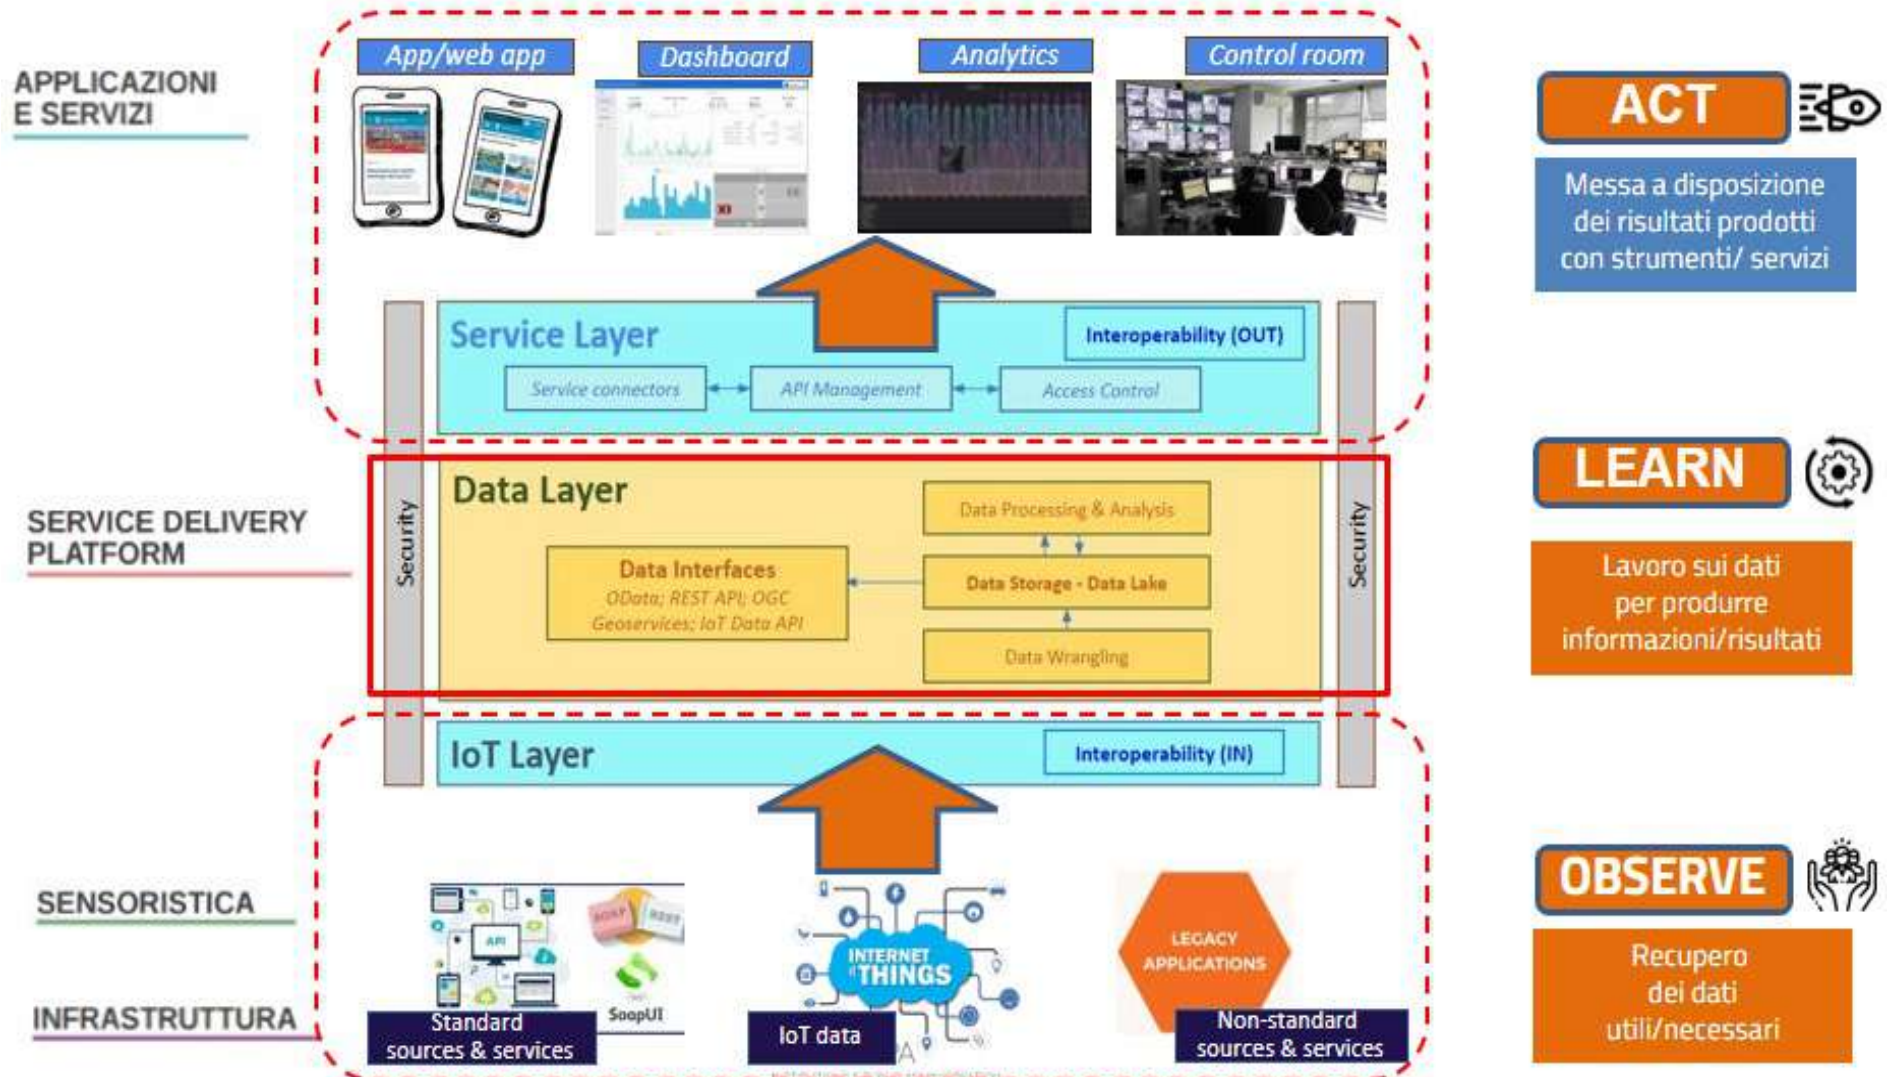 App/web app
Dashboard
Analytics
Control room
APPLICAZIONI
E SERVIZI
ACT
Messa a disposizione
dei risultati prodotti
con strumenti/ servizi
Service Layer
Interoperability (OUT)
Service connectors
API Management
Access Control
SERVICE DELIVERY
PLATFORM
Security
Data Layer
Data Processing & Analysis
Data Interfaces
OData; REST API; OGC
Geoservices; IoT Data API
Data Storage - Data Lake
Data Wrangling
Security
LEARN
Lavoro sui dati
per produrre
informazioni/risultati
IoT Layer
Interoperability (IN)
SENSORISTICA
INFRASTRUTTURA
API
SOAP
REST
SoapUI
Standard
sources & services
INTERNET
of THINGS
IoT data
LEGACY
APPLICATIONS
Non-standard
sources & services
OBSERVE
Recupero
dei dati
utili/necessari